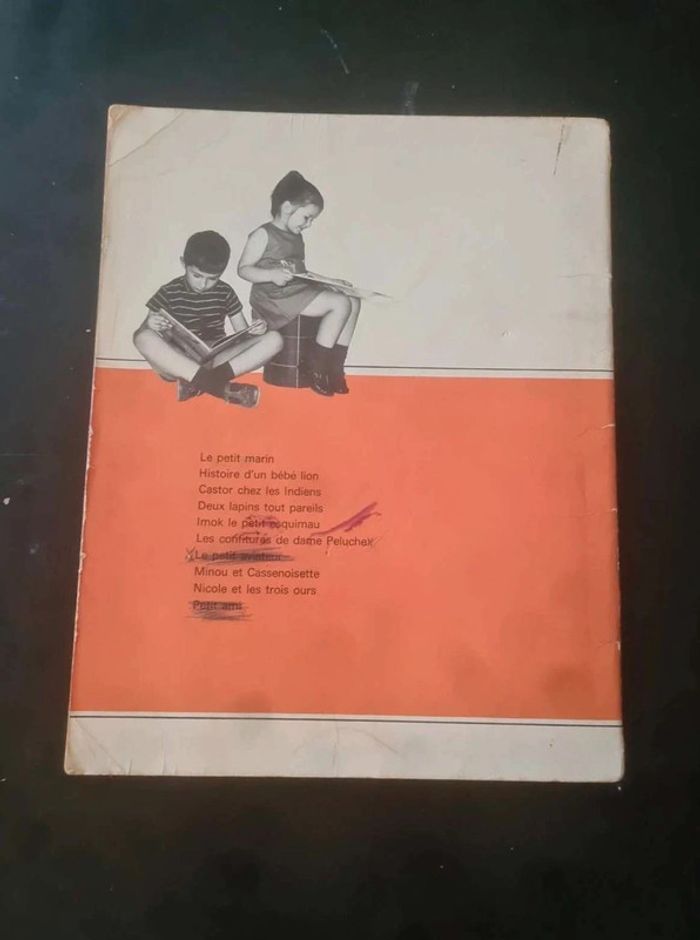 Le petit marin
Histoire d'un bébé lion
Castor chez les Indiens
Deux lapins tout pareils
Imok le petit esquimau
Les confitures de dame Peluche
Le petit aviateur
Minou et Cassenoisette
Nicole et les trois ours
Petit ami